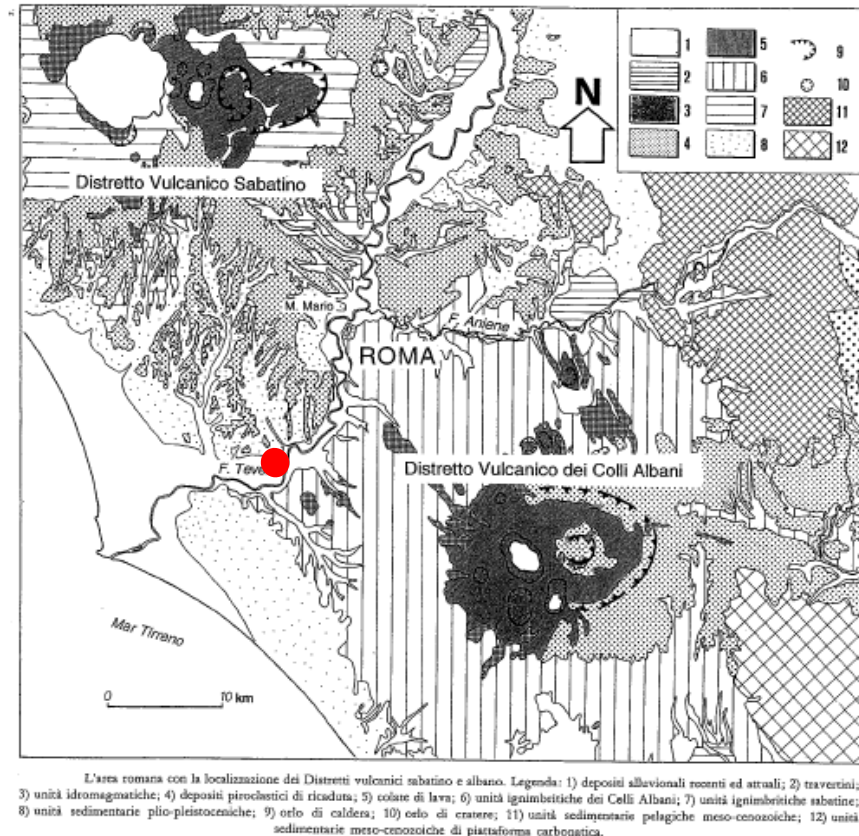 1
2
3
4
5
6
7
8
9
10
11
12
N
Distretto Vulcanico Sabatino
M. Mario
F. Aniene
ROMA
F. Teve
Distretto Vulcanico dei Colli Albani
Mar Tirreno
0 10 km
L'area romana con la localizzazione dei Distretti vulcanici sabatino e albano. Legenda: 1) depositi alluvionali recenti ed attuali; 2) travertini;
3) unità idromagmatiche; 4) depositi piroclastici di ricaduta; 5) colate di lava; 6) unità ignimbritiche dei Colli Albani; 7) unità ignimbritiche sabatine;
8) unità sedimentarie plio-pleistoceniche; 9) orlo di caldera; 10) orlo di cratere; 11) unità sedimentarie pelagiche meso-cenozoiche; 12) unità
sedimentarie meso-cenozoiche di piattaforma carbonatica.